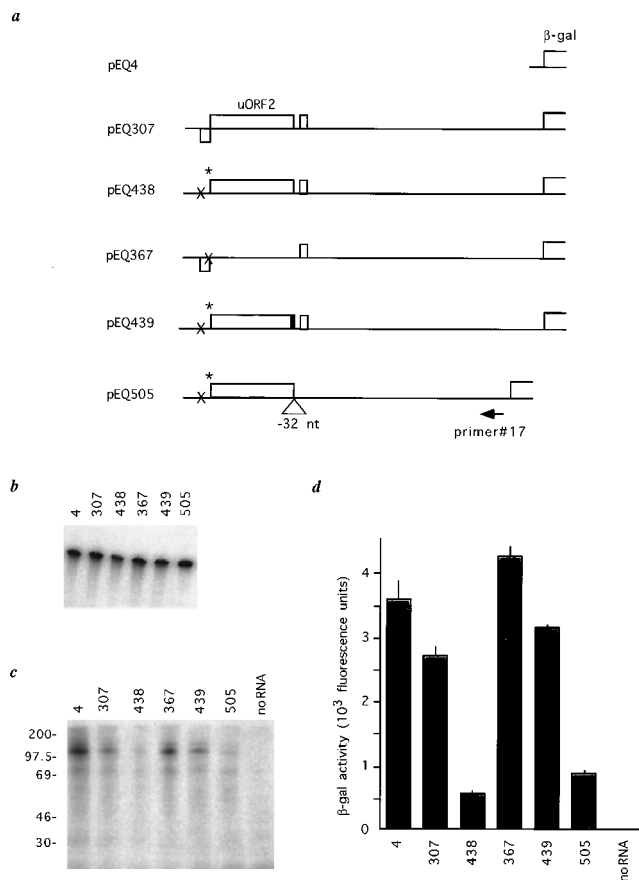 a
β-gal
pEQ4
uORF2
pEQ307
*
pEQ438
X
pEQ367
X
*
pEQ439
X
*
pEQ505
X
-32 nt
primer#17
b
4 307 438 367 439 505
c
4 307 438 367 439 505 noRNA
200-
97.5-
69-
46-
30-
d
β-gal activity (10³ fluorescence units)
4
3
2
1
0
4 307 438 367 439 505 noRNA